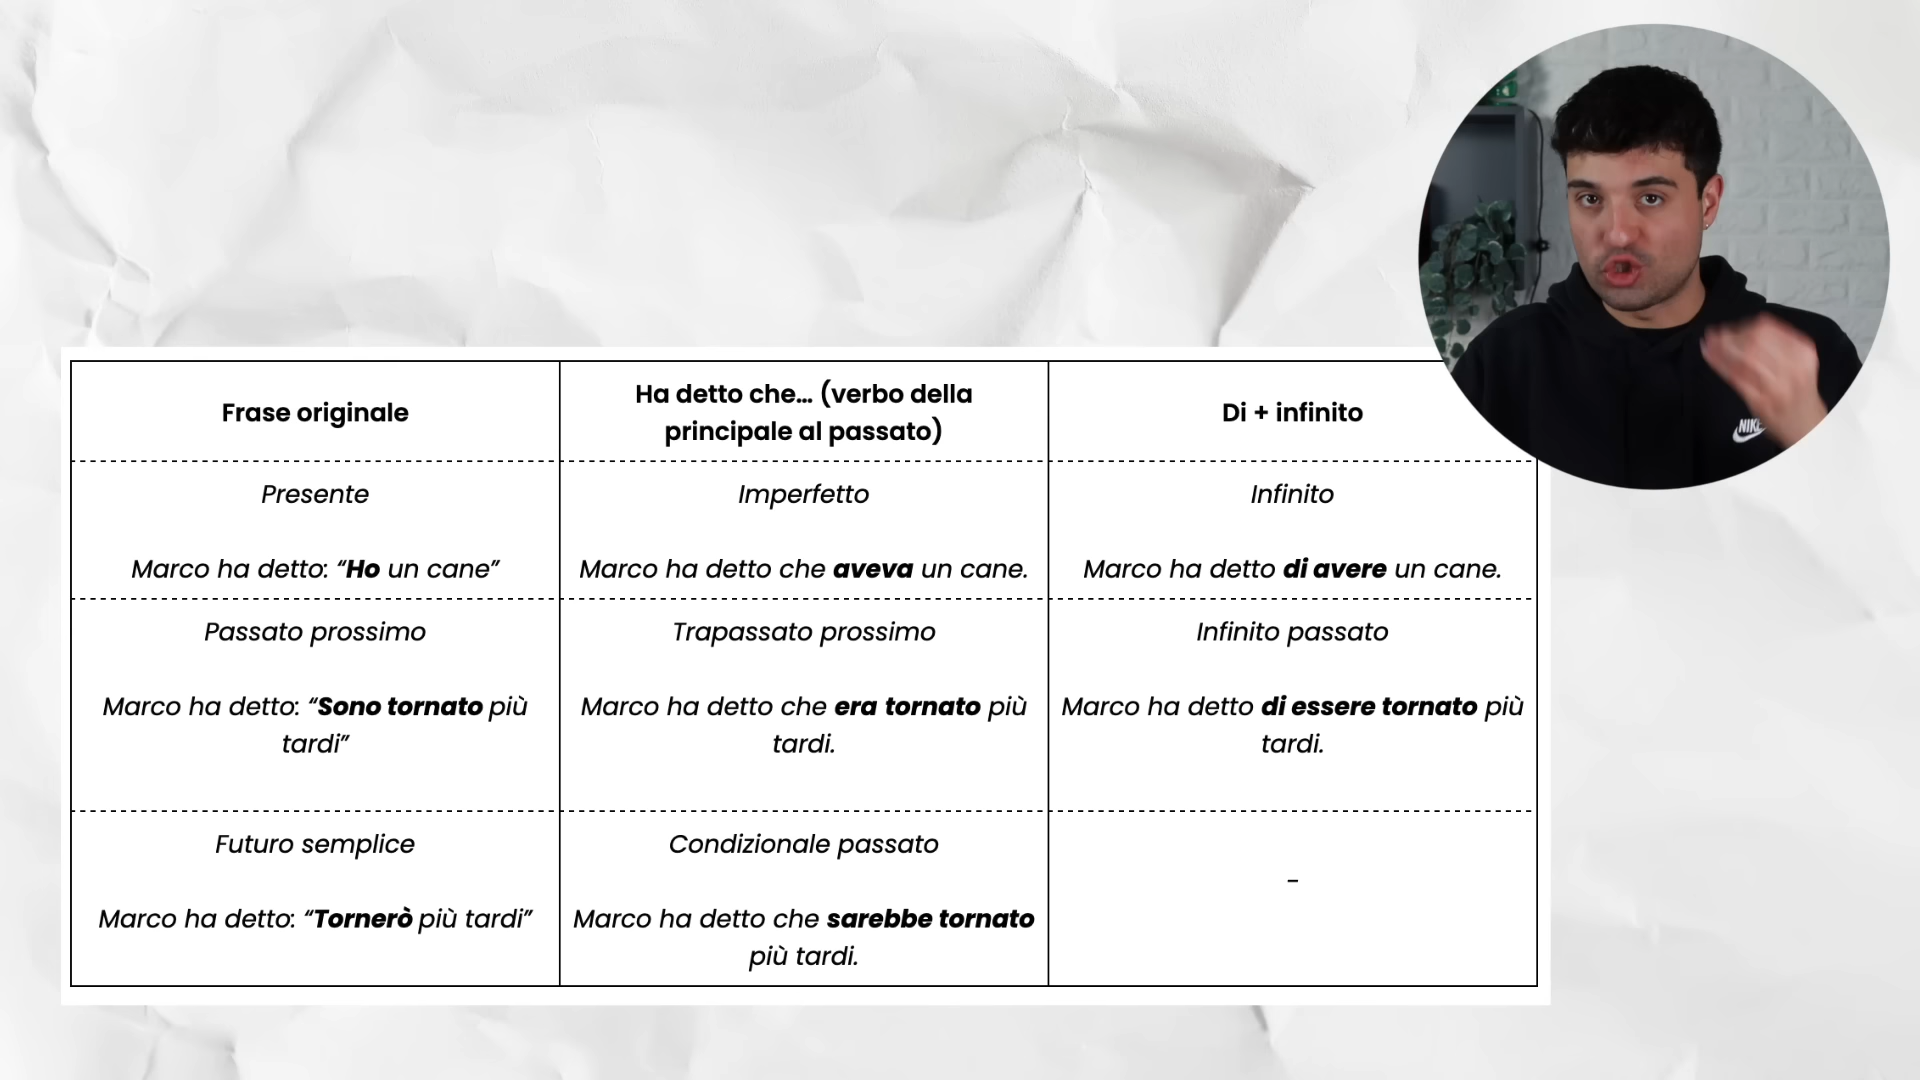 Frase originale
Ha detto che... (verbo della
principale al passato)
Di + infinito
Presente
Marco ha detto: “Ho un cane”
Imperfetto
Marco ha detto che aveva un cane.
Infinito
Marco ha detto di avere un cane.
Passato prossimo
Marco ha detto: “Sono tornato più
tardi”
Trapassato prossimo
Marco ha detto che era tornato più
tardi.
Infinito passato
Marco ha detto di essere tornato più
tardi.
Futuro semplice
Marco ha detto: “Tornerò più tardi”
Condizionale passato
Marco ha detto che sarebbe tornato
più tardi.
-